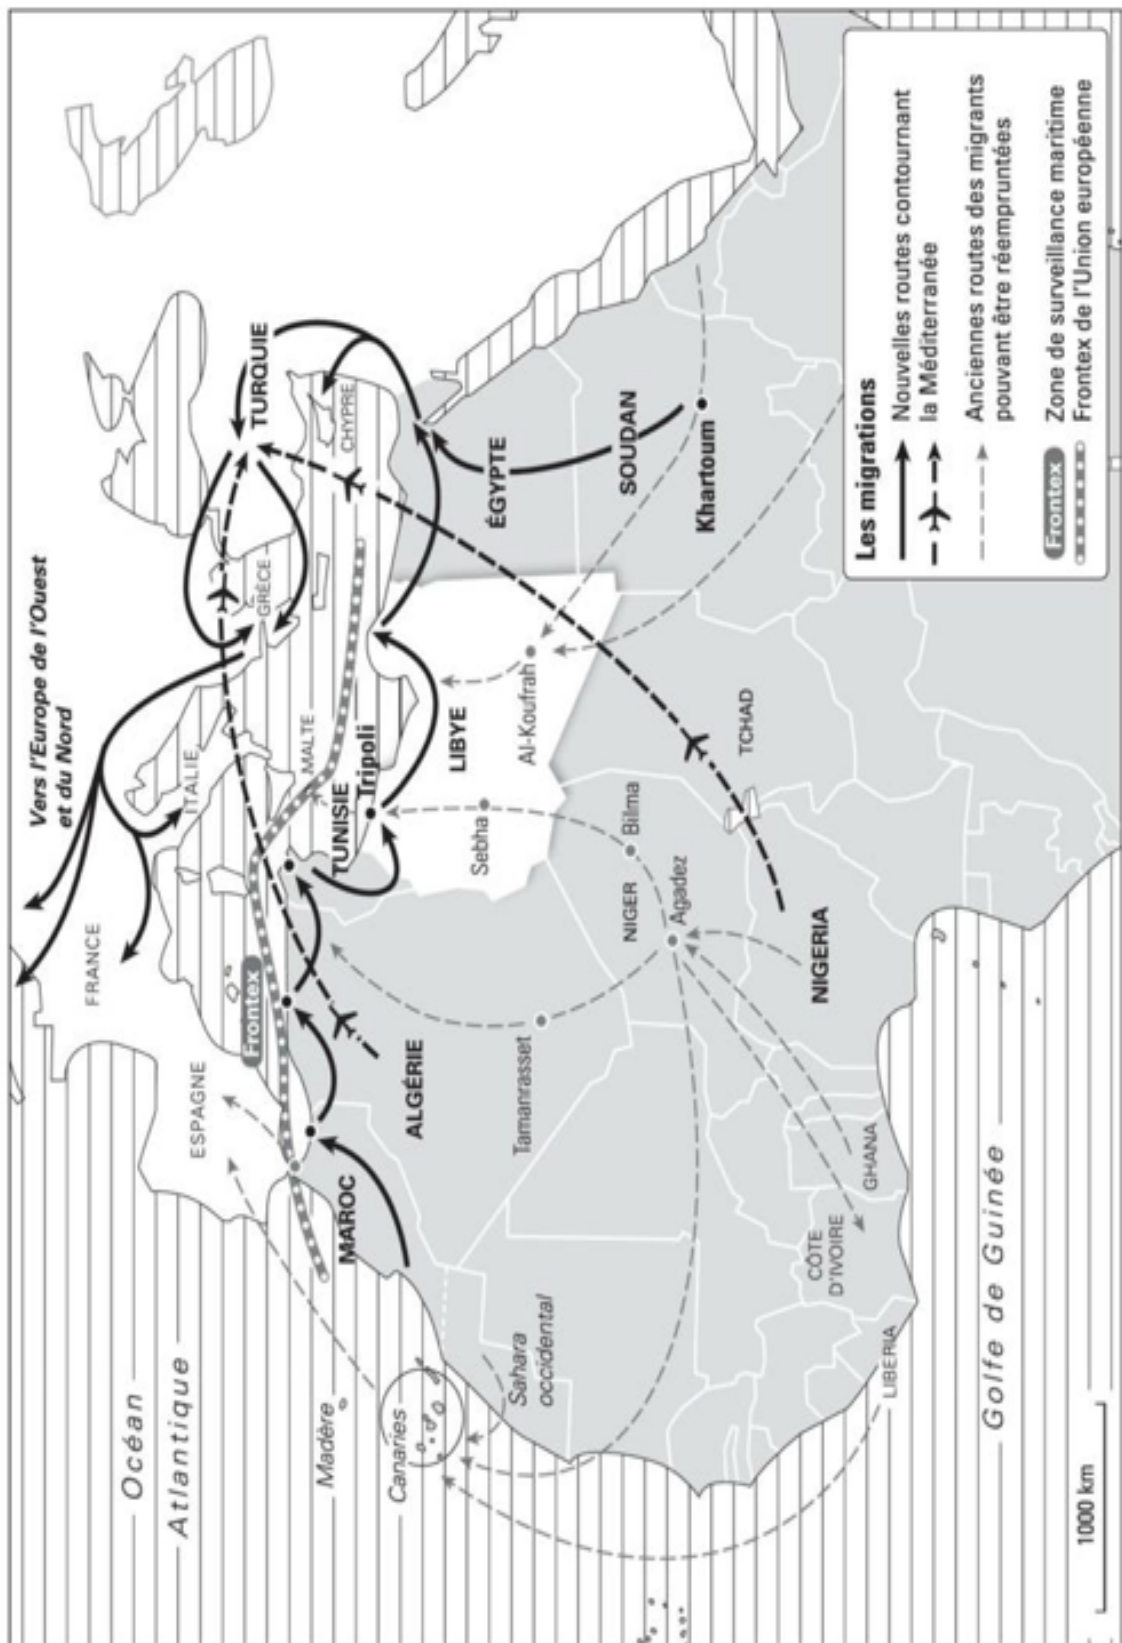 Vers l'Europe de l'Ouest
et du Nord
Océan
Atlantique
FRANCE
ESPAGNE
ITALIE
GRÈCE
TURQUIE
CHYPRE
MALTE
Frontex
Madère
Canaries
MAROC
ALGÉRIE
TUNISIE
Tripoli
LIBYE
ÉGYPTE
Sahara
occidental
Tamanrasset
Sebha
Al-Koufrah
SOUDAN
Khartoum
NIGER
Bilma
Agadez
TCHAD
NIGERIA
LIBERIA
CÔTE
D'IVOIRE
GHANA
Golfe de Guinée
1000 km
Les migrations
Nouvelles routes contournant
la Méditerranée
Anciennes routes des migrants
pouvant être réempruntées
Frontex
Zone de surveillance maritime
Frontex de l'Union européenne